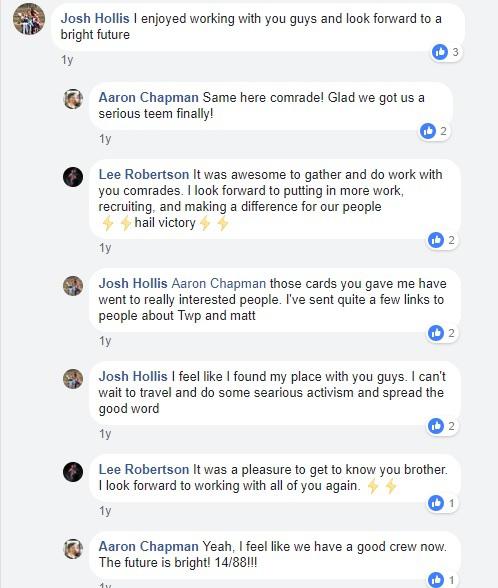 Josh Hollis I enjoyed working with you guys and look forward to a
bright future
3
1y
Aaron Chapman Same here comrade! Glad we got us a
serious teem finally!
2
1y
Lee Robertson It was awesome to gather and do work with
you comrades. I look forward to putting in more work,
recruiting, and making a difference for our people
⚡⚡hail victory⚡⚡
2
1y
Josh Hollis Aaron Chapman those cards you gave me have
went to really interested people. I've sent quite a few links to
people about Twp and matt
2
1y
Josh Hollis I feel like I found my place with you guys. I can't
wait to travel and do some searious activism and spread the
good word
2
1y
Lee Robertson It was a pleasure to get to know you brother.
I look forward to working with all of you again. ⚡⚡
1
1y
Aaron Chapman Yeah, I feel like we have a good crew now.
The future is bright! 14/88!!!
1
1y